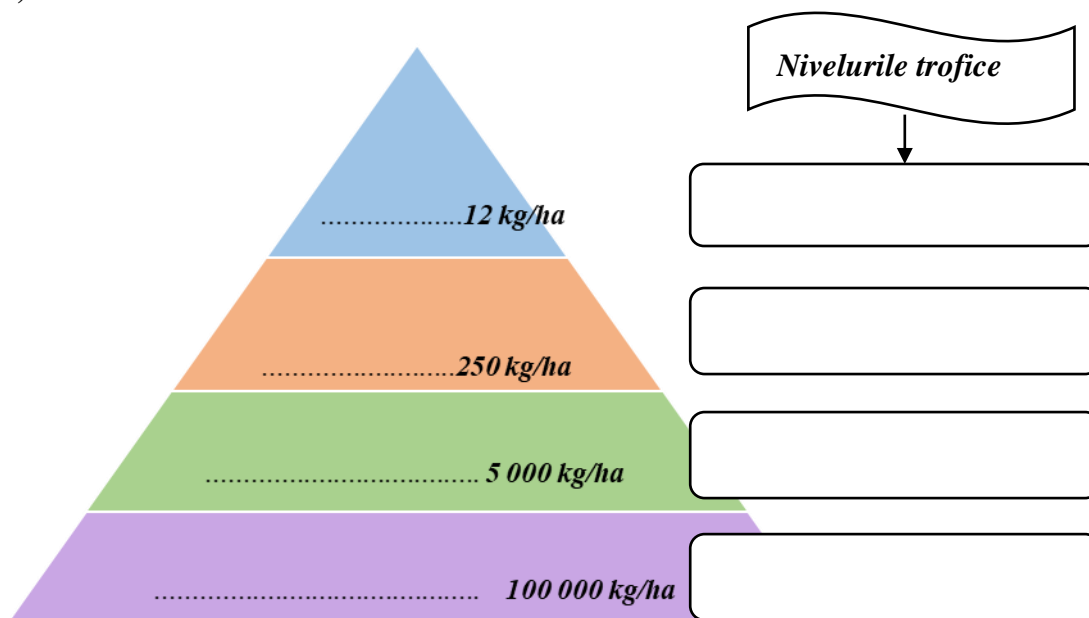 )
Nivelurile trofice
……………….12 kg/ha
……………………..250 kg/ha
……………………………… 5 000 kg/ha
…………………………………… 100 000 kg/ha